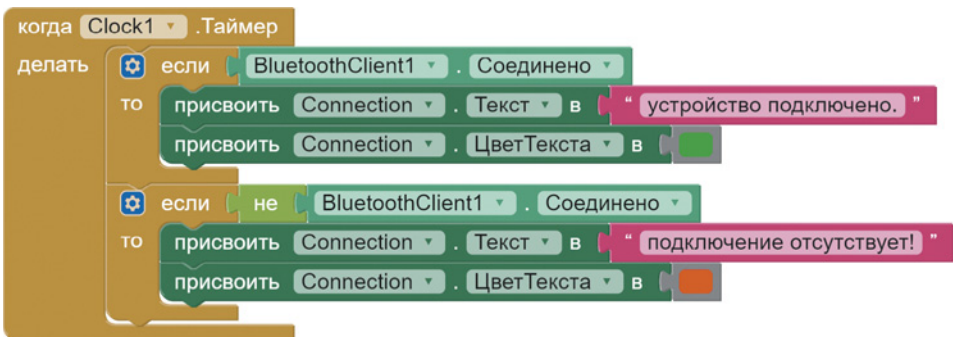 когда Clock1 .Таймер
делать если BluetoothClient1 . Соединено
то присвоить Connection . Текст в " устройство подключено. "
присвоить Connection . ЦветТекста в
если не BluetoothClient1 . Соединено
то присвоить Connection . Текст в " подключение отсутствует! "
присвоить Connection . ЦветТекста в